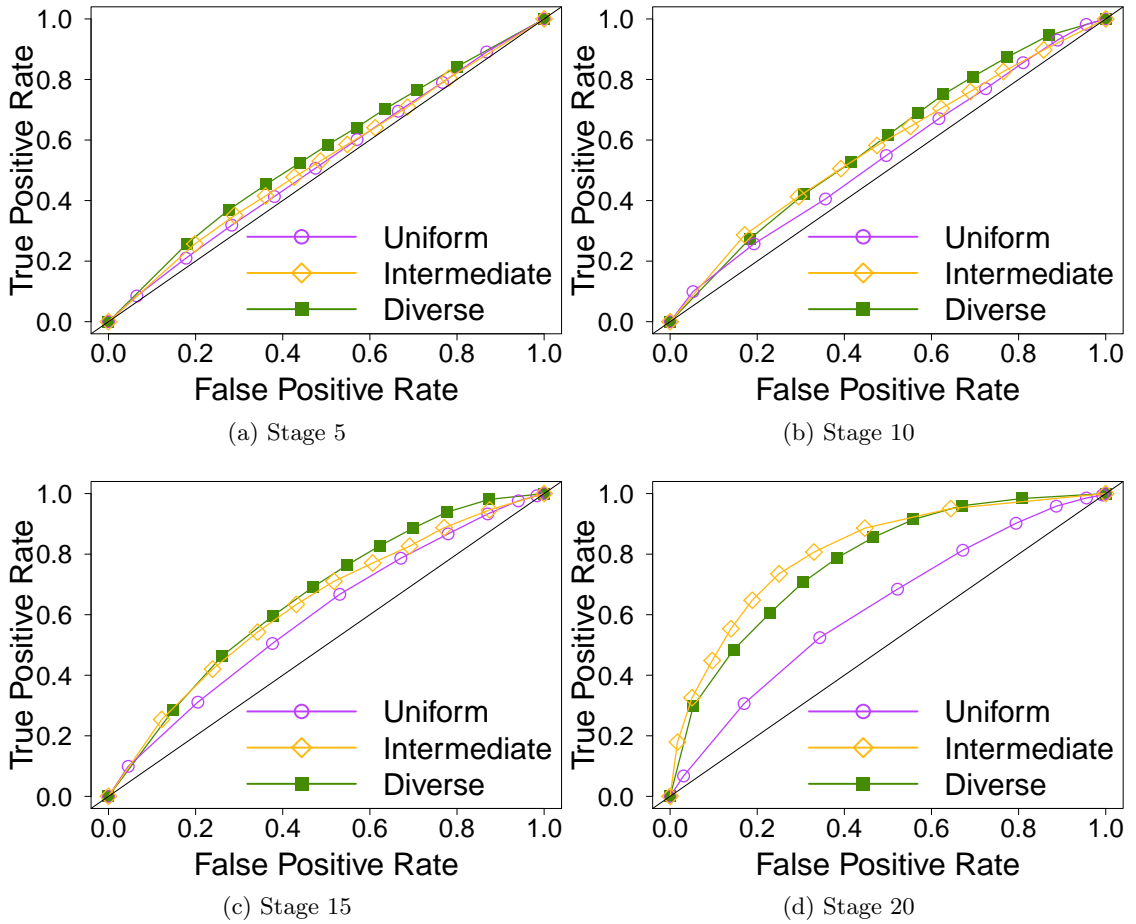 True Positive Rate
1.0
0.8
0.6
0.4
0.2
0.0
Uniform
Intermediate
Diverse
0.0 0.2 0.4 0.6 0.8 1.0
False Positive Rate
(a) Stage 5
True Positive Rate
1.0
0.8
0.6
0.4
0.2
0.0
Uniform
Intermediate
Diverse
0.0 0.2 0.4 0.6 0.8 1.0
False Positive Rate
(b) Stage 10
True Positive Rate
1.0
0.8
0.6
0.4
0.2
0.0
Uniform
Intermediate
Diverse
0.0 0.2 0.4 0.6 0.8 1.0
False Positive Rate
(c) Stage 15
True Positive Rate
1.0
0.8
0.6
0.4
0.2
0.0
Uniform
Intermediate
Diverse
0.0 0.2 0.4 0.6 0.8 1.0
False Positive Rate
(d) Stage 20